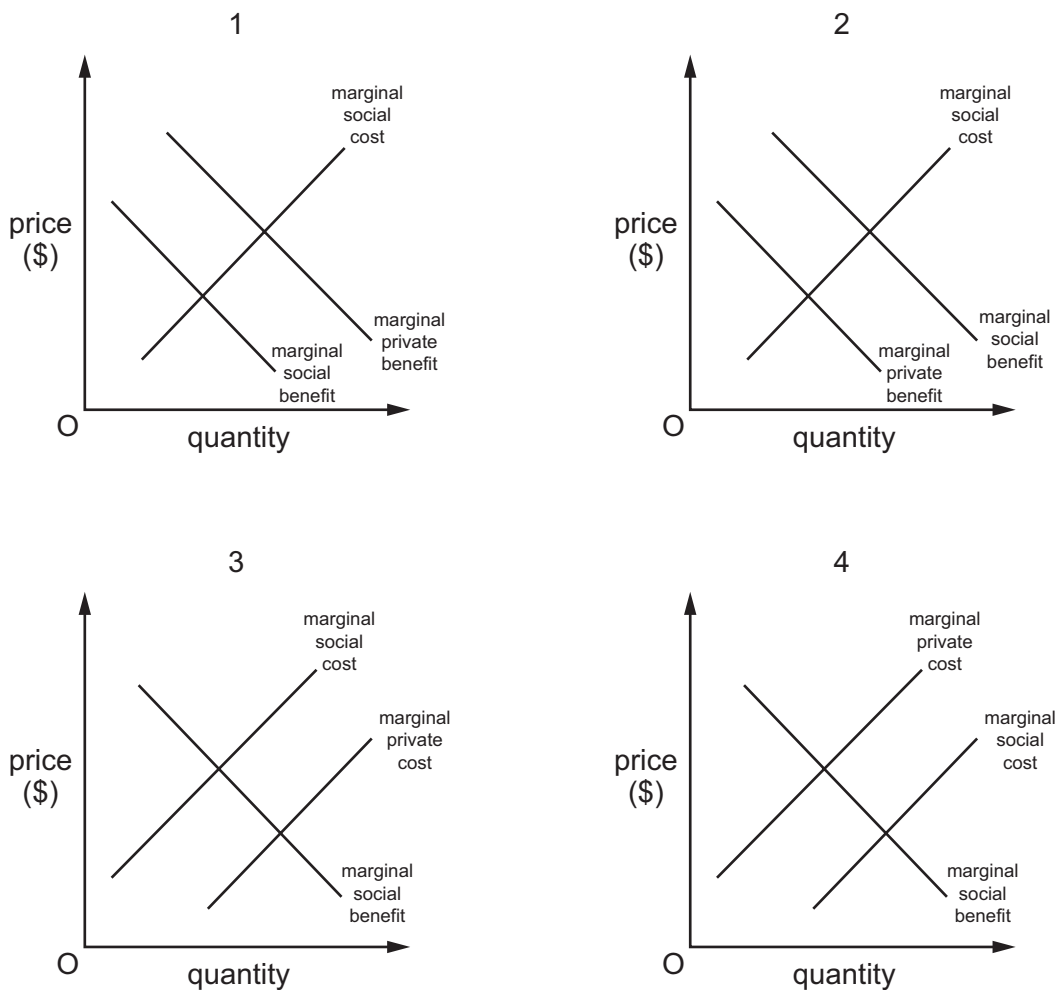 1
marginal
social
cost
price
($)
marginal
private
benefit
marginal
social
benefit
O
quantity
2
marginal
social
cost
price
($)
marginal
social
benefit
marginal
private
benefit
O
quantity
3
marginal
social
cost
marginal
private
cost
price
($)
marginal
social
benefit
O
quantity
4
marginal
private
cost
marginal
social
cost
price
($)
marginal
social
benefit
O
quantity